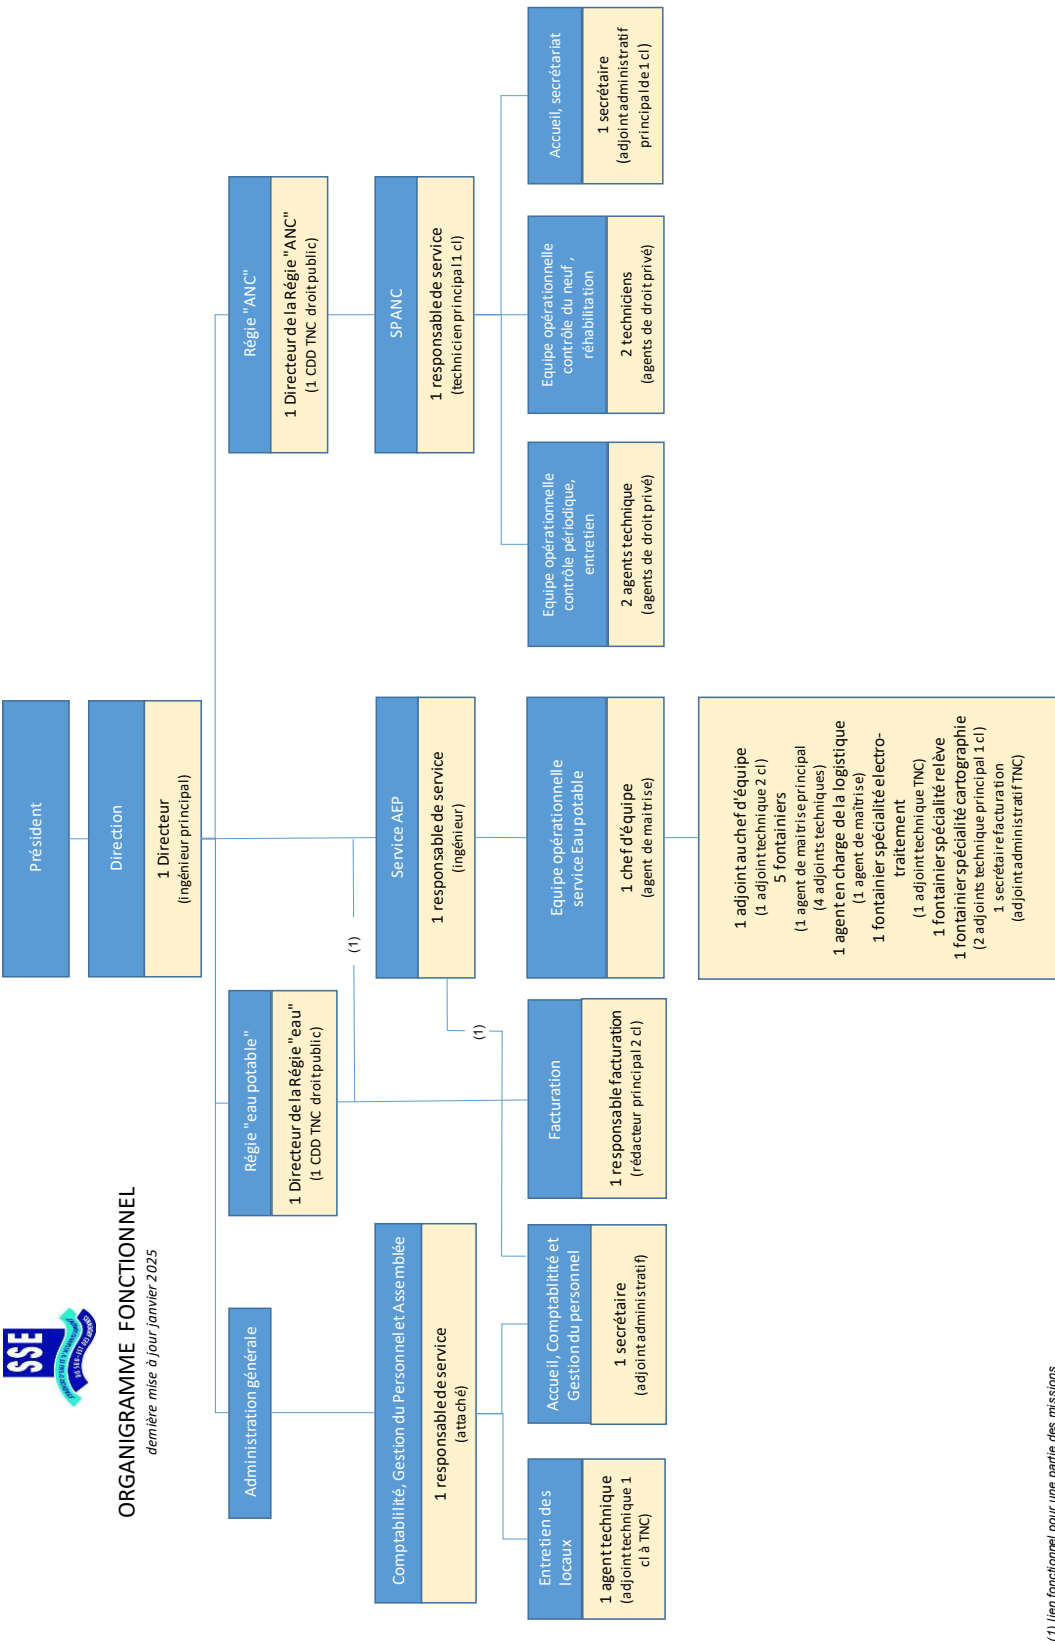 SSE
ORGANIGRAMME FONCTIONNEL
dernière mise à jour janvier 2025
Président
Direction
1 Directeur
(ingénieur principal)
Administration générale
Régie "eau potable"
1 Directeur de la Régie "eau"
(1 CDD TNC droit public)
Régie "ANC"
1 Directeur de la Régie "ANC"
(1 CDD TNC droit public)
(1)
Comptablilité, Gestion du Personnel et Assemblée
1 responsable de service
(attaché)
Service AEP
1 responsable de service
(ingénieur)
SPANC
1 responsable de service
(technicien principal 1 cl)
(1)
Entretien des
locaux
1 agent technique
(adjoint technique 1
cl à TNC)
Accueil, Comptablitité et
Gestion du personnel
1 secrétaire
(adjoint administratif)
Facturation
1 responsable facturation
(rédacteur principal 2 cl)
Equipe opérationnelle
service Eau potable
1 chef d'équipe
(agent de maitrise)
Equipe opérationnelle
contrôle périodique,
entretien
2 agents technique
(agents de droit privé)
Equipe opérationnelle
contrôle du neuf ,
réhabilitation
2 techniciens
(agents de droit privé)
Accueil, secrétariat
1 secrétaire
(adjoint administratif
principal de 1 cl)
1 adjoint au chef d'équipe
(1 adjoint technique 2 cl)
5 fontainiers
(1 agent de maitrise principal
(4 adjoints techniques)
1 agent en charge de la logistique
(1 agent de maîtrise)
1 fontainier spécialité électro-
traitement
(1 adjoint technique TNC)
1 fontainier spécialité relève
1 fontainier spécialité cartographie
(2 adjoints technique principal 1 cl)
1 secrétaire facturation
(adjoint administratif TNC)
(1) lien fonctionnel pour une partie des missions